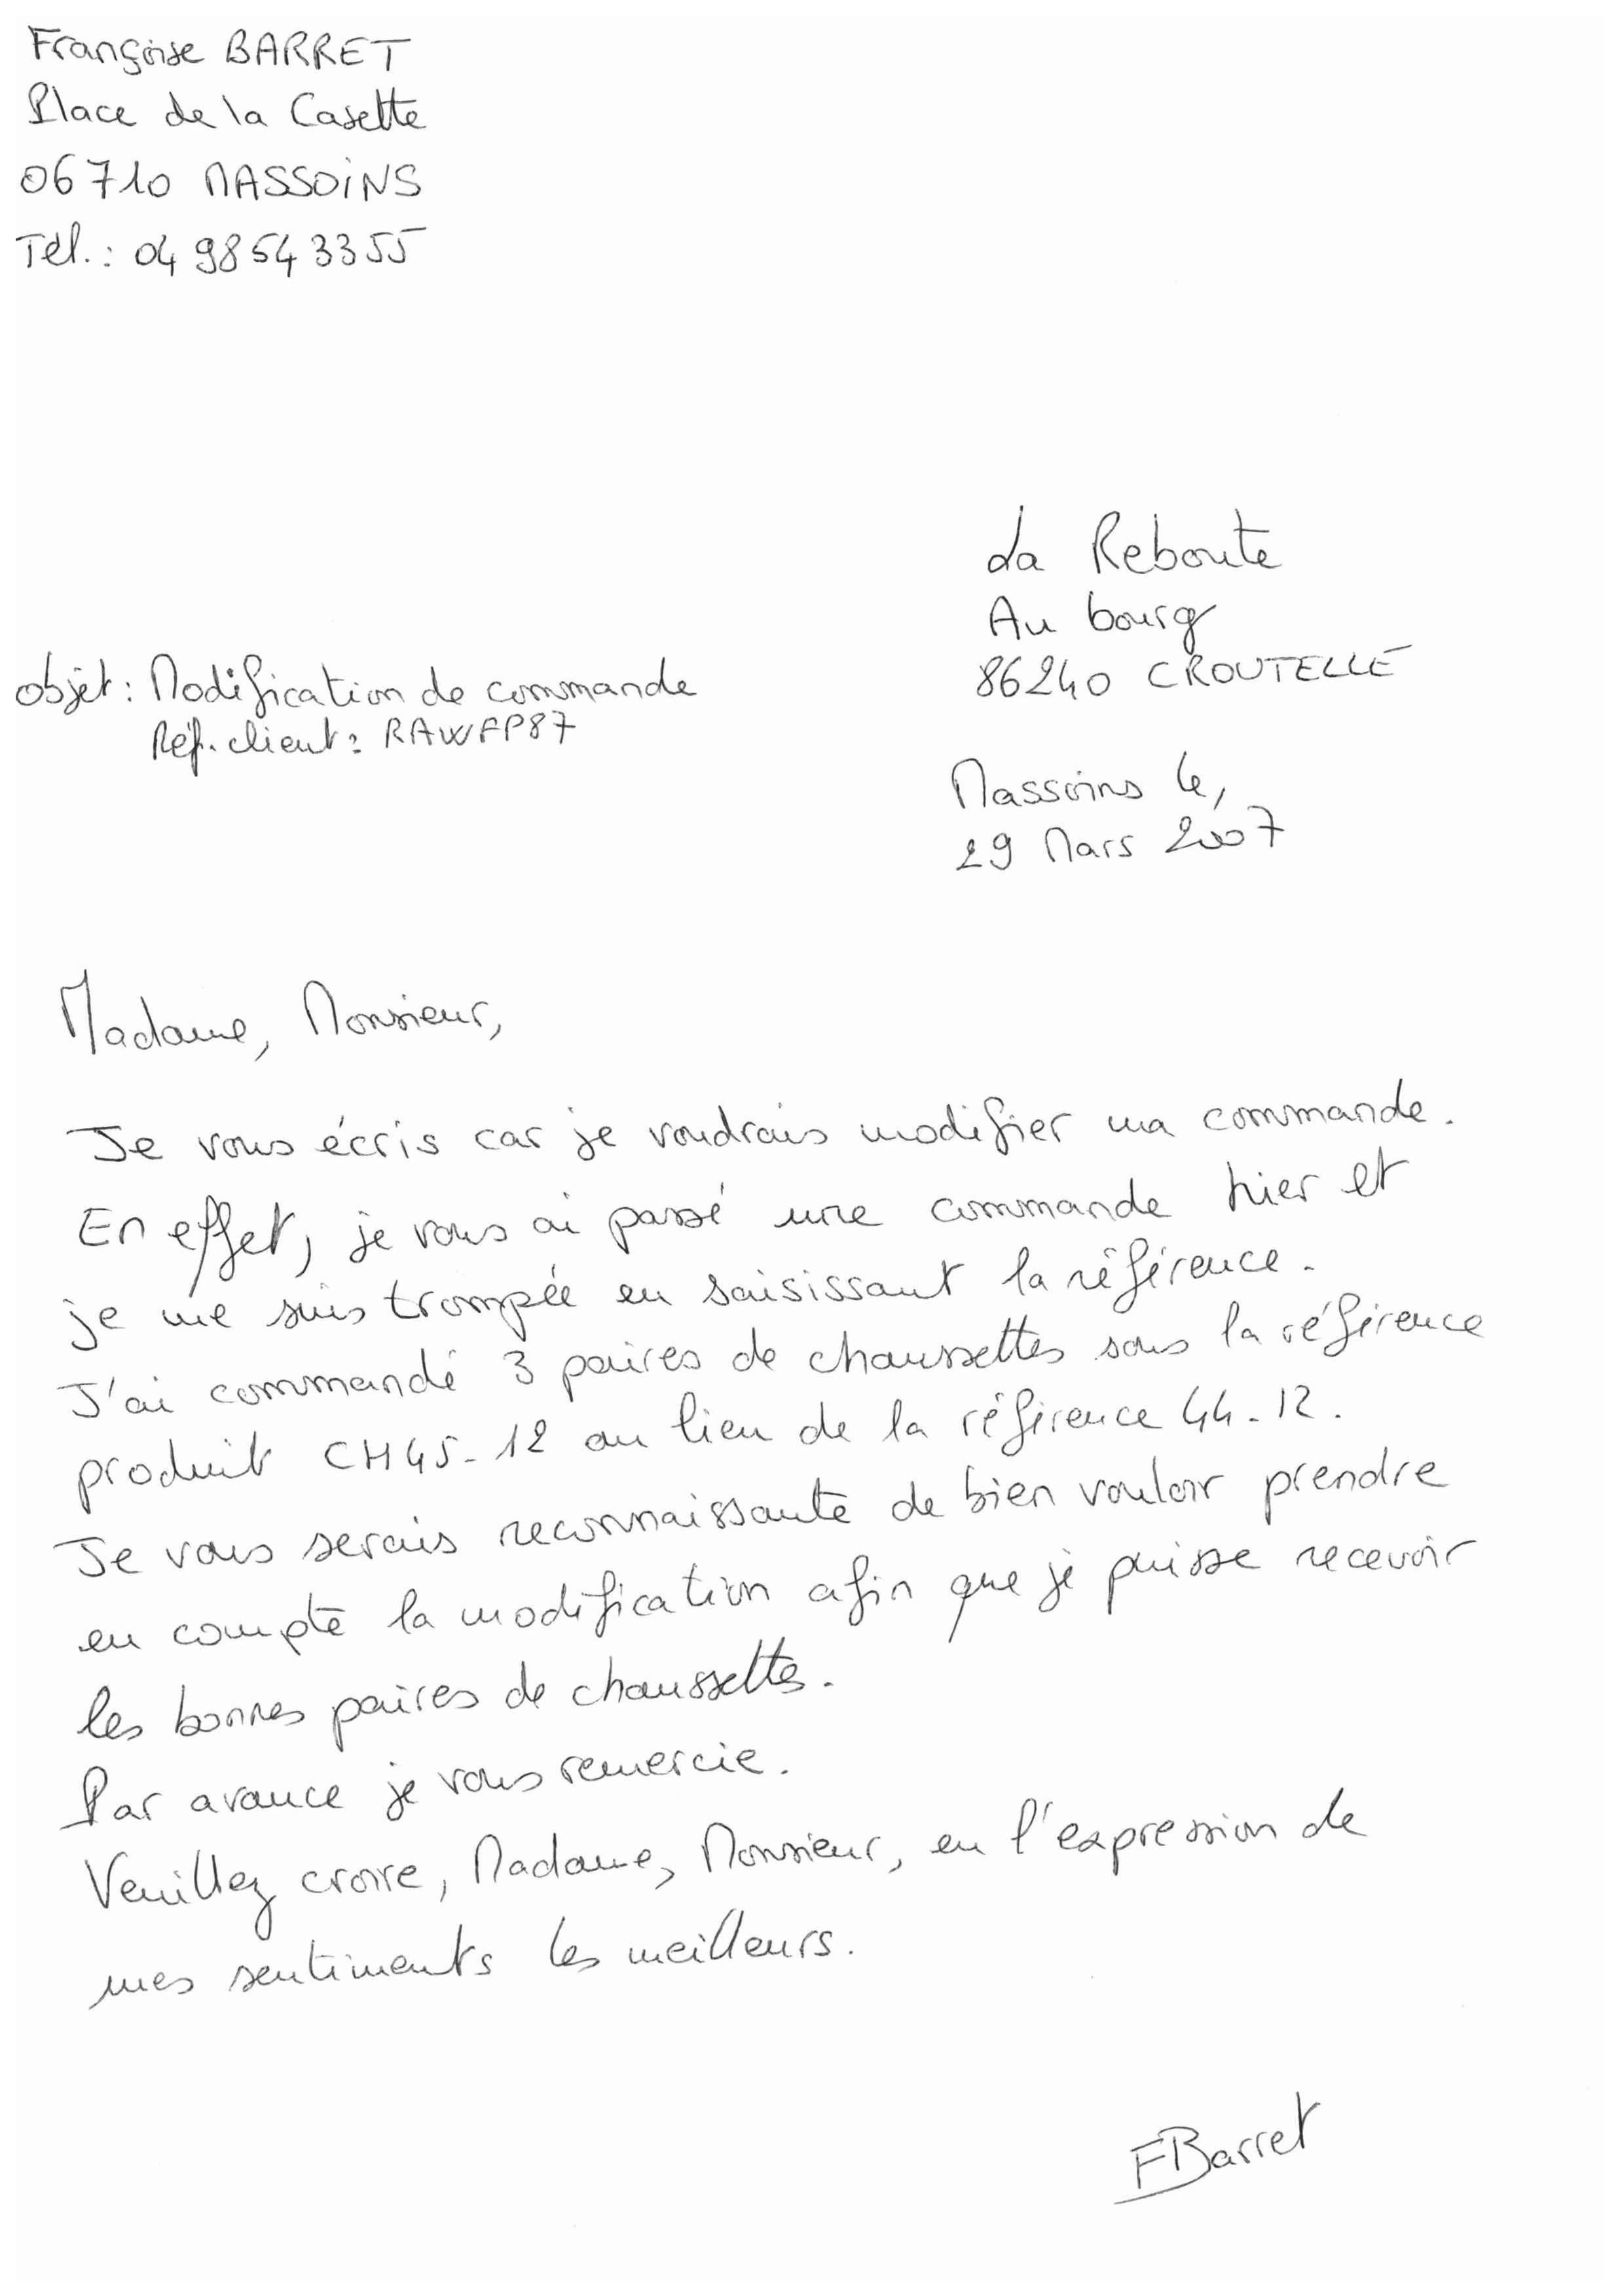 Françoise BARRET
Place de la Casette
06710 MASSOINS
Tél.: 04 98 54 33 55
La Reboute
Au bourg
86240 CROUTELLE
objet: Modification de commande
Réf. client: RAWFP87
Massoins le,
29 Mars 2007
Madame, Monsieur,
Je vous écris car je voudrais modifier ma commande.
En effet, je vous ai passé une commande hier et
je me suis trompée en saisissant la référence.
J'ai commandé 3 paires de chaussettes sous la référence
produit CH45-12 au lieu de la référence 44-12.
Je vous serais reconnaissante de bien vouloir prendre
en compte la modification afin que je puisse recevoir
les bonnes paires de chaussettes.
Par avance je vous remercie.
Veuillez croire, Madame, Monsieur, en l'expression de
mes sentiments les meilleurs.
FBarret